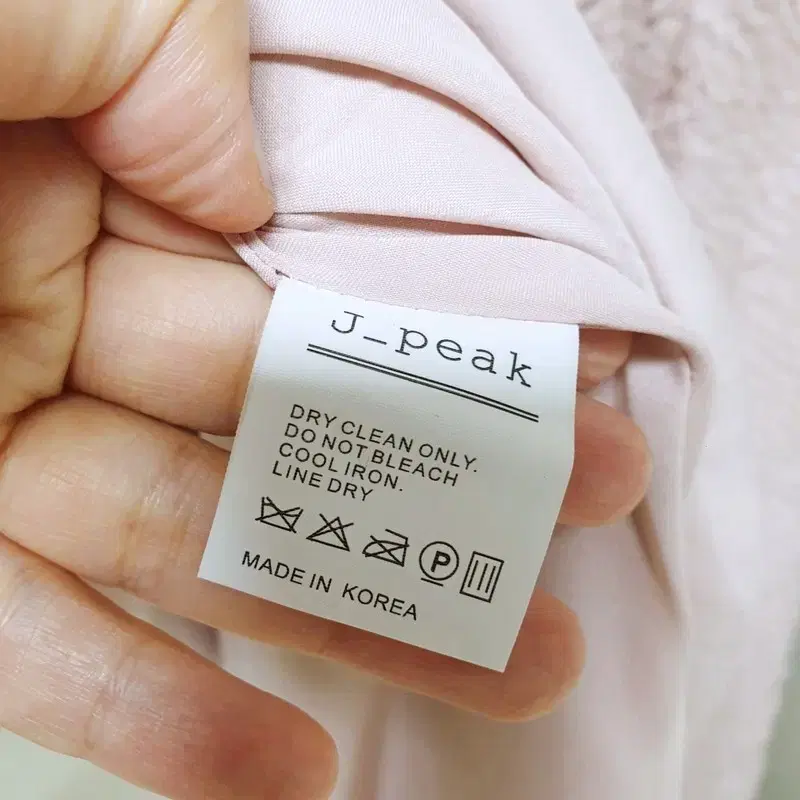 J_peak
DRY CLEAN ONLY.
DO NOT BLEACH
COOL IRON.
LINE DRY
P
MADE IN KOREA